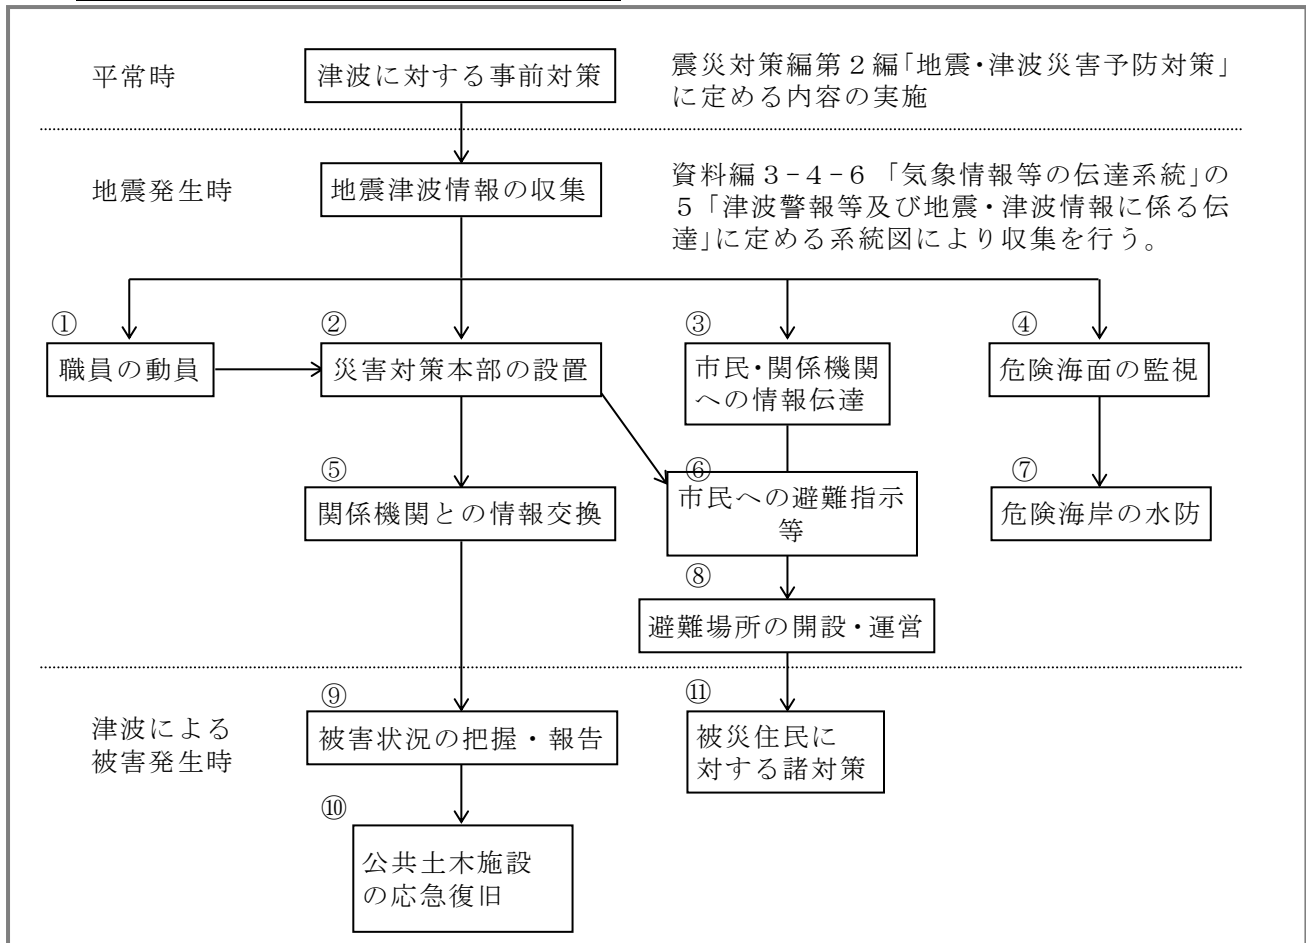 平常時
津波に対する事前対策
震災対策編第２編「地震・津波災害予防対策」
に定める内容の実施
地震発生時
地震津波情報の収集
資料編３－４－６「気象情報等の伝達系統」の
５「津波警報等及び地震・津波情報に係る伝
達」に定める系統図により収集を行う。
①
職員の動員
②
災害対策本部の設置
③
市民・関係機関
への情報伝達
④
危険海面の監視
⑤
関係機関との情報交換
⑥
市民への避難指示
等
⑦
危険海岸の水防
⑧
避難場所の開設・運営
津波による
被害発生時
⑨
被害状況の把握・報告
⑪
被災住民に
対する諸対策
⑩
公共土木施設
の応急復旧